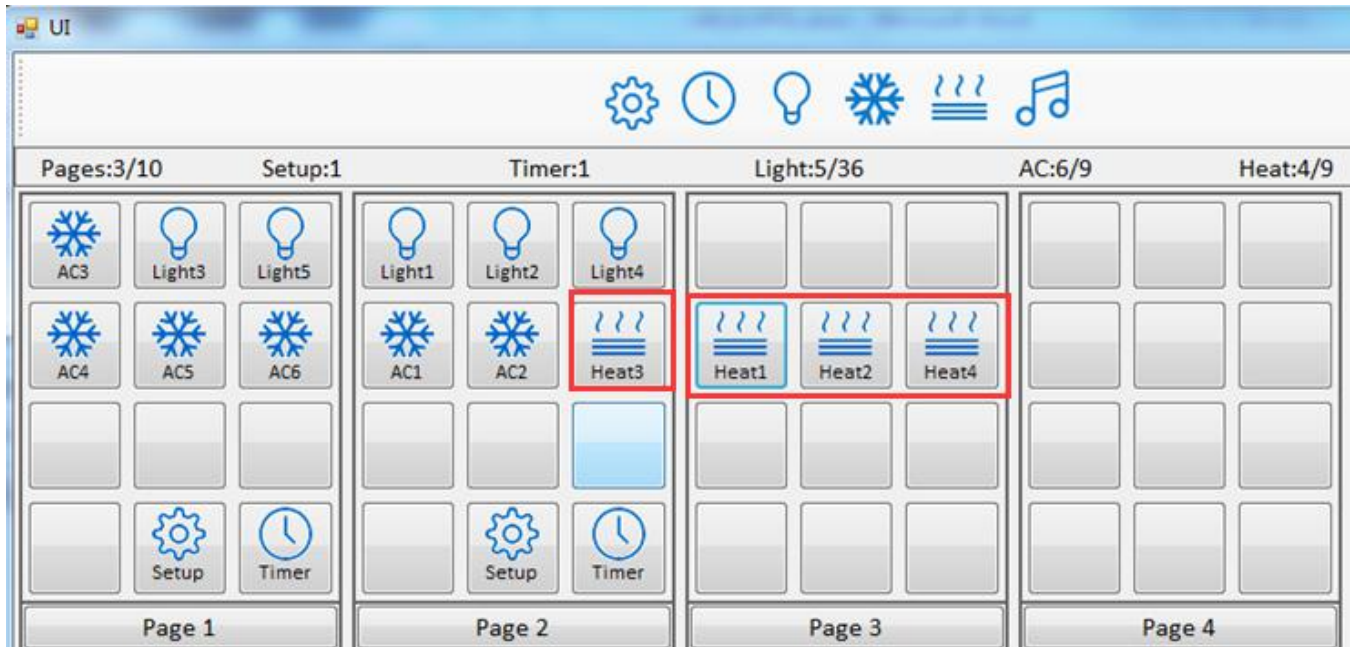 UI
Pages:3/10 Setup:1 Timer:1 Light:5/36 AC:6/9 Heat:4/9
AC3 Light3 Light5 Light1 Light2 Light4
AC4 AC5 AC6 AC1 AC2 Heat3 Heat1 Heat2 Heat4
Setup Timer Setup Timer
Page 1 Page 2 Page 3 Page 4